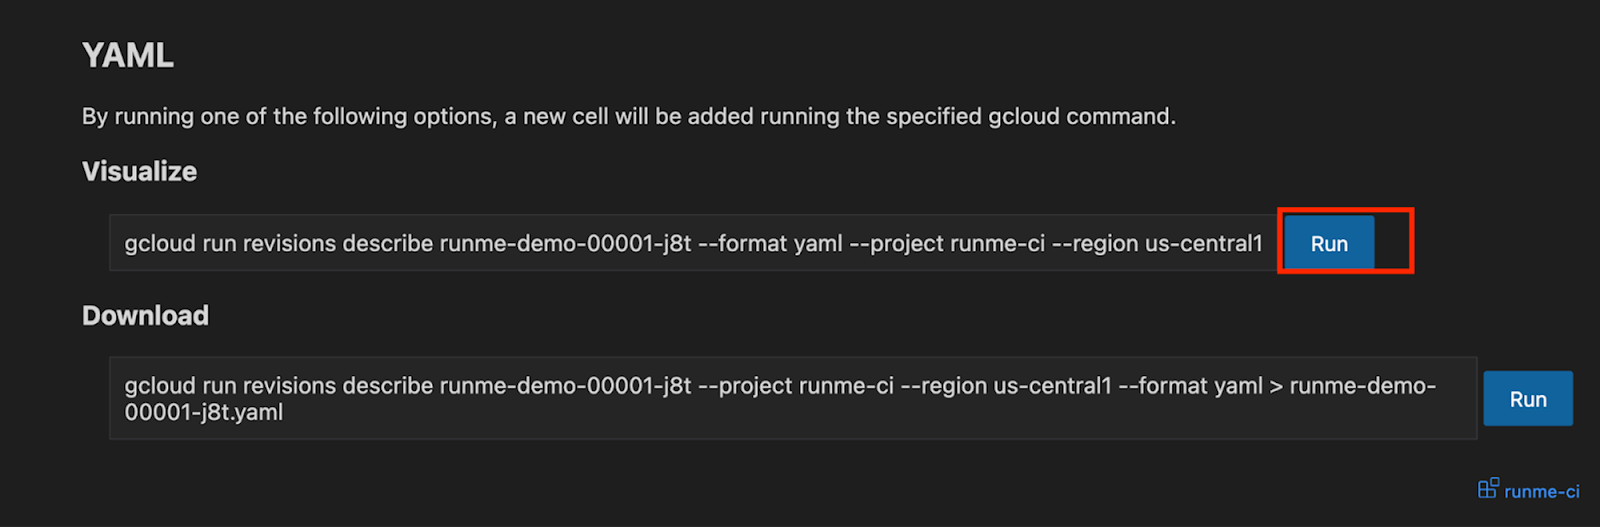 YAML
By running one of the following options, a new cell will be added running the specified gcloud command.
Visualize
gcloud run revisions describe runme-demo-00001-j8t --format yaml --project runme-ci --region us-central1
Run
Download
gcloud run revisions describe runme-demo-00001-j8t --project runme-ci --region us-central1 --format yaml > runme-demo-
00001-j8t.yaml
Run
runme-ci